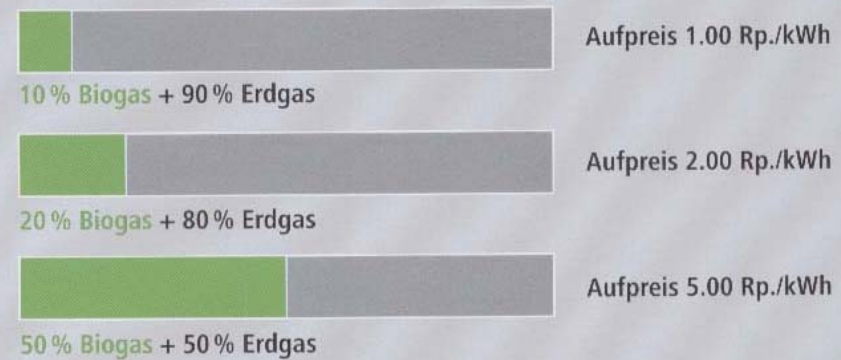 Aufpreis 1.00 Rp./kWh
10 % Biogas + 90 % Erdgas
Aufpreis 2.00 Rp./kWh
20 % Biogas + 80 % Erdgas
Aufpreis 5.00 Rp./kWh
50 % Biogas + 50 % Erdgas